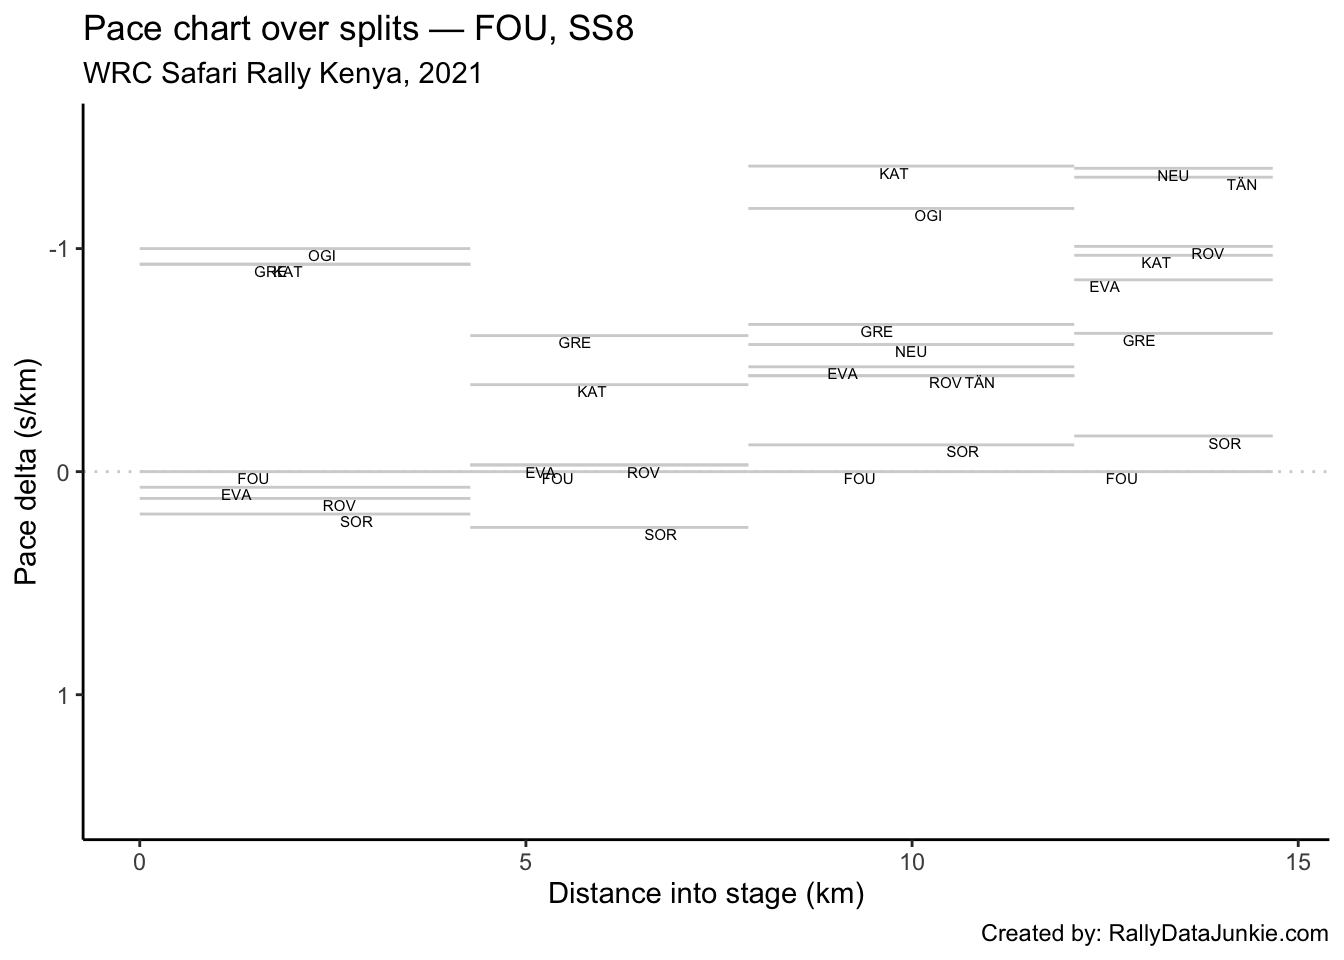 Pace chart over splits — FOU, SS8
WRC Safari Rally Kenya, 2021
Pace delta (s/km)
-1
0
1
OGI
GRE KAT
FOU
EVA
ROV
SOR
GRE
KAT
EVA ROV
FOU
SOR
KAT
OGI
GRE
NEU
EVA
ROV TÄN
SOR
FOU
NEU
TÄN
ROV
KAT
EVA
GRE
SOR
FOU
0 5 10 15
Distance into stage (km)
Created by: RallyDataJunkie.com